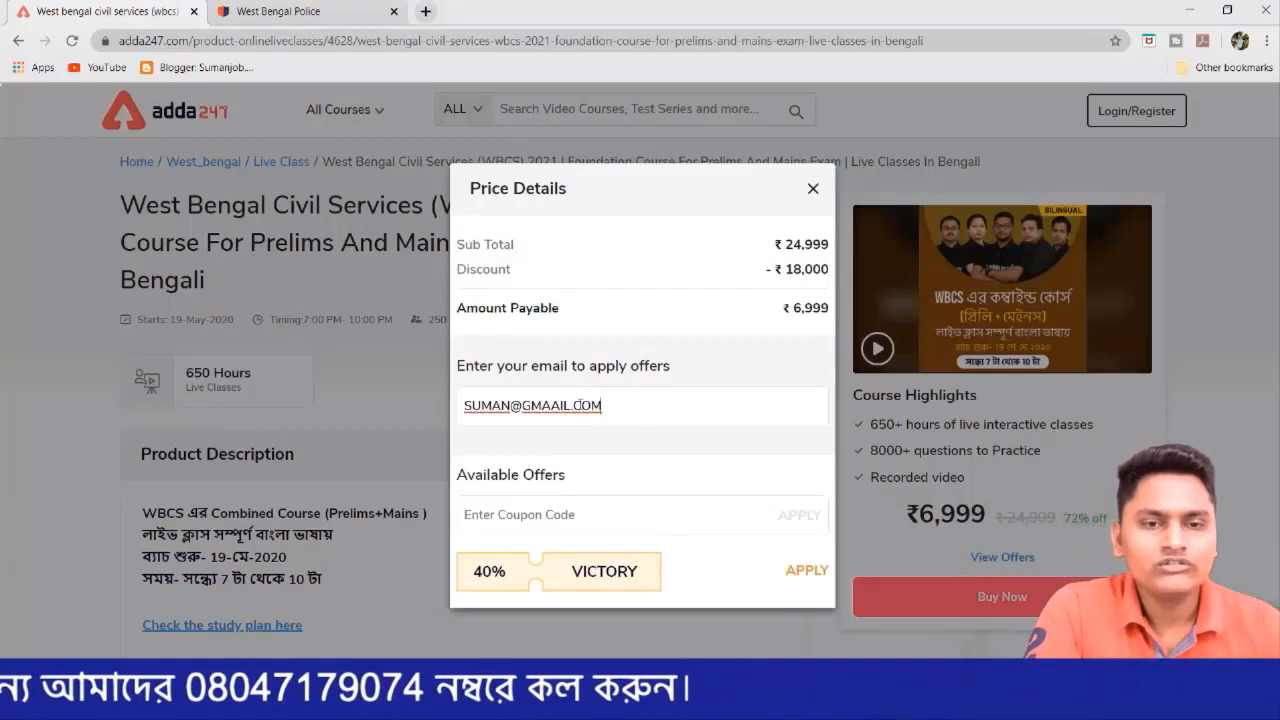 West bengal civil services (wbcs)
West Bengal Police
adda247.com/product-onlineliveclasses/4628/west-bengal-civil-services-wbcs-2021-foundation-course-for-prelims-and-mains-exam-live-classes-in-bengali
Apps
YouTube
Blogger: Sumanjob....
Other bookmarks
adda247
All Courses
ALL
Search Video Courses, Test Series and more...
Login/Register
Home / West_bengal / Live Class / West Bengal Civil Services (WBCS) 2021 | Foundation Course For Prelims And Mains Exam | Live Classes In Bengali
West Bengal Civil Services (W
Course For Prelims And Main
Bengali
Starts: 19-May-2020
Timing:7:00 PM- 10:00 PM
250
650 Hours
Live Classes
Product Description
WBCS এর Combined Course (Prelims+Mains )
লাইভ ক্লাস সম্পূর্ণ বাংলা ভাষায়
ব্যাচ শুরু- 19-মে-2020
সময়- সন্ধ্যে 7 টা থেকে 10 টা
Check the study plan here
Price Details
Sub Total
₹ 24,999
Discount
- ₹ 18,000
Amount Payable
₹ 6,999
Enter your email to apply offers
SUMAN@GMAAIL.COM
Available Offers
Enter Coupon Code
APPLY
40%
VICTORY
APPLY
BILINGUAL
WBCS এর কম্বাইন্ড কোর্স
(প্রিলি + মেইনস)
লাইভ ক্লাস সম্পূর্ণ বাংলা ভাষায়
ব্যাচ শুরু- 19 শে মে 2020
সন্ধ্যে 7 টা থেকে 10 টা
Course Highlights
650+ hours of live interactive classes
8000+ questions to Practice
Recorded video
₹6,999 ₹ 24,999 72% off
View Offers
Buy Now
ন্য আমাদের 08047179074 নম্বরে কল করুন।